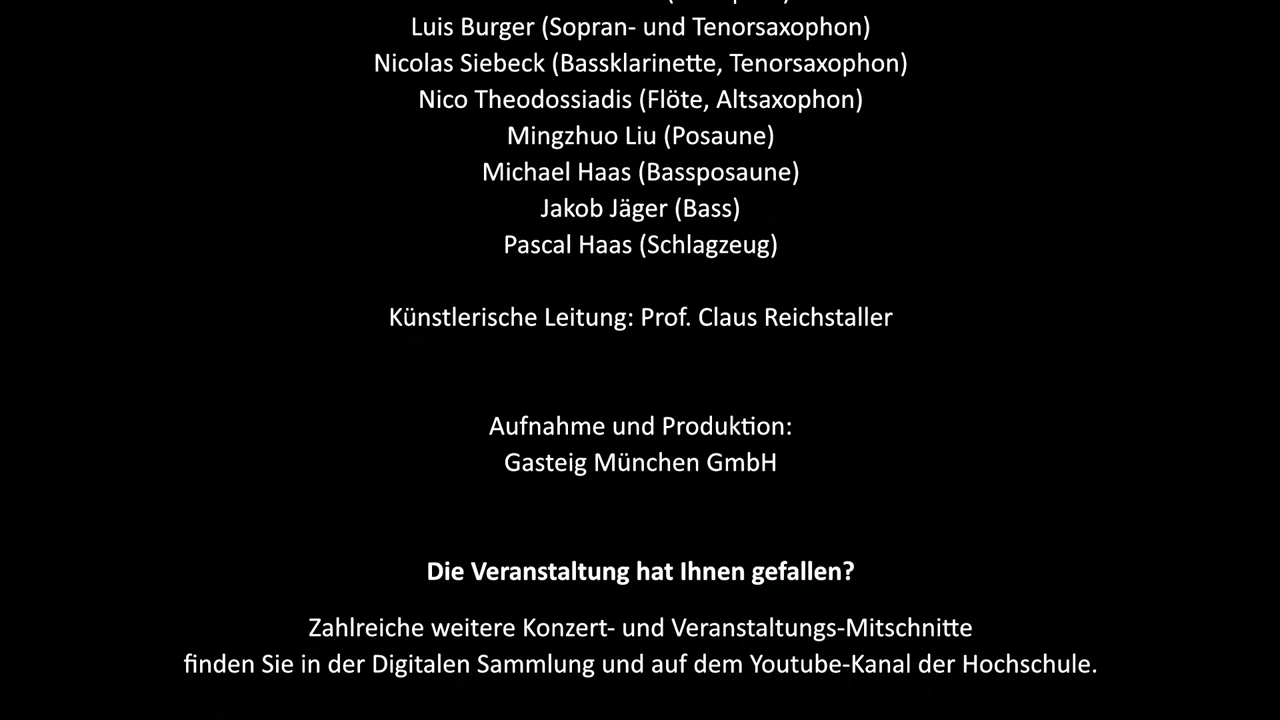 Luis Burger (Sopran- und Tenorsaxophon)
Nicolas Siebeck (Bassklarinette, Tenorsaxophon)
Nico Theodossiadis (Flöte, Altsaxophon)
Mingzhuo Liu (Posaune)
Michael Haas (Bassposaune)
Jakob Jäger (Bass)
Pascal Haas (Schlagzeug)
Künstlerische Leitung: Prof. Claus Reichstaller
Aufnahme und Produktion:
Gasteig München GmbH
Die Veranstaltung hat Ihnen gefallen?
Zahlreiche weitere Konzert- und Veranstaltungs-Mitschnitte
finden Sie in der Digitalen Sammlung und auf dem Youtube-Kanal der Hochschule.